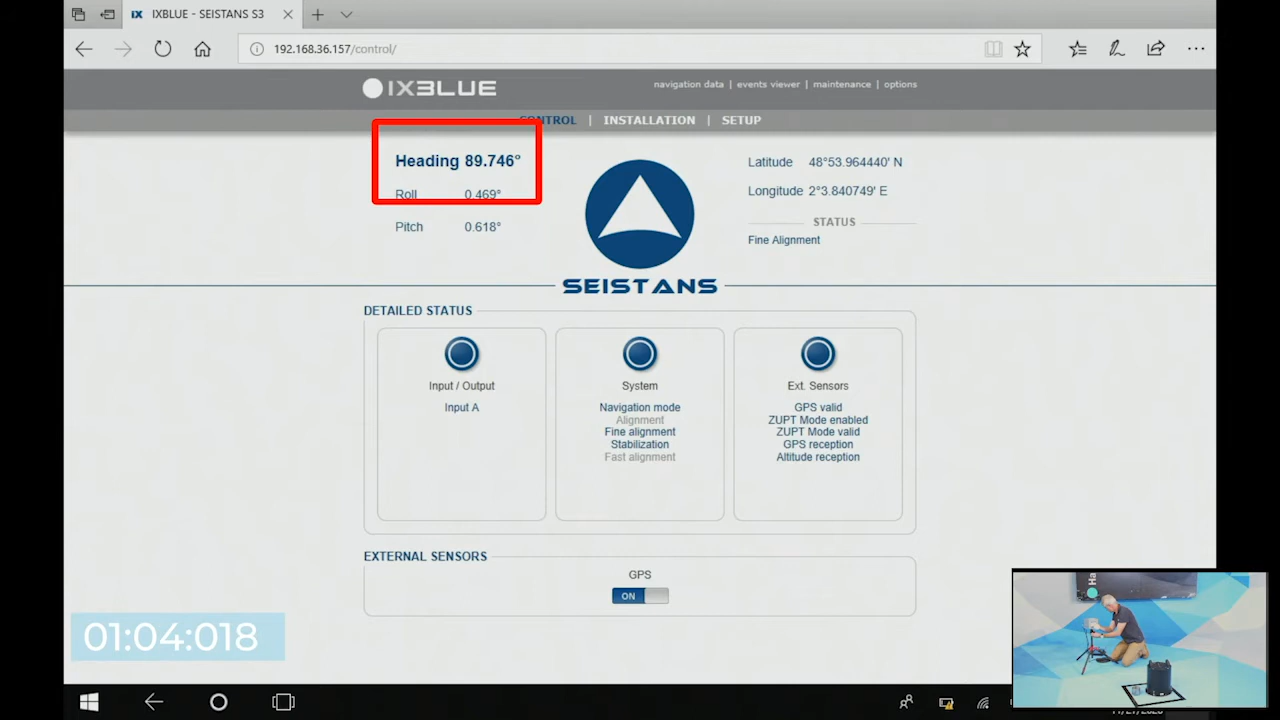 IXBLUE - SEISTANS S3
192.168.36.157/control/
IXBLUE
navigation data | events viewer | maintenance | options
CONTROL | INSTALLATION | SETUP
Heading 89.746°
Roll 0.469°
Pitch 0.618°
Latitude 48°53.964440' N
Longitude 2°3.840749' E
STATUS
Fine Alignment
SEISTANS
DETAILED STATUS
Input / Output
Input A
System
Navigation mode
Alignment
Fine alignment
Stabilization
Fast alignment
Ext. Sensors
GPS valid
ZUPT Mode enabled
ZUPT Mode valid
GPS reception
Altitude reception
EXTERNAL SENSORS
GPS
ON
01:04:018
Ha